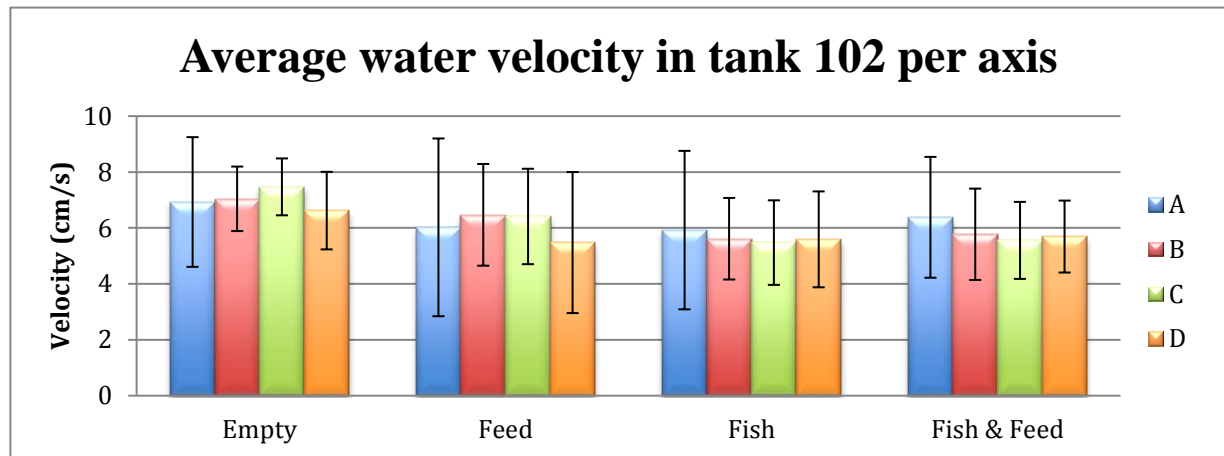 Average water velocity in tank 102 per axis
Velocity (cm/s)
10
8
6
4
2
0
Empty
Feed
Fish
Fish & Feed
A
B
C
D